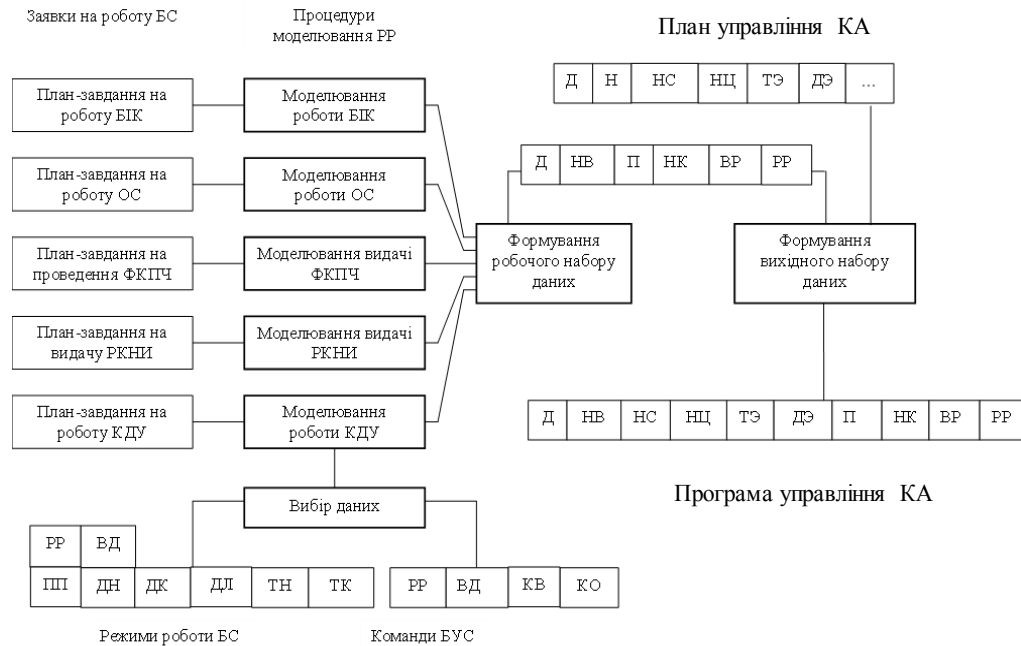 Заявки на роботу БС
Процедури
моделювання РР
План управління КА
Д Н НС НЦ ТЭ ДЭ ...
План-завдання на
роботу БІК
Моделювання
роботи БІК
Д НВ П НК ВР РР
План-завдання на
роботу ОС
Моделювання
роботи ОС
План-завдання на
проведення ФКПЧ
Моделювання видачі
ФКПЧ
Формування
робочого набору
даних
Формування
вихідного набору
даних
План-завдання на
видачу РКНИ
Моделювання видачі
РКНИ
План-завдання на
роботу КДУ
Моделювання
роботи КДУ
Д НВ НС НЦ ТЭ ДЭ П НК ВР РР
Програма управління КА
Вибір даних
РР ВД
ПП ДН ДК ДЛ ТН ТК
РР ВД КВ КО
Режими роботи БС
Команди БУС